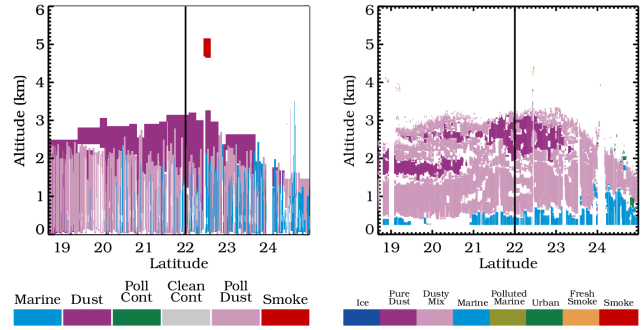 6
5
4
3
2
1
0
Altitude (km)
19 20 21 22 23 24
Latitude
6
5
4
3
2
1
0
Altitude (km)
19 20 21 22 23 24
Latitude
Marine
Dust
Poll
Cont
Clean
Cont
Poll
Dust
Smoke
Ice
Pure
Dust
Dusty
Mix
Marine
Polluted
Marine
Urban
Fresh
Smoke
Smoke